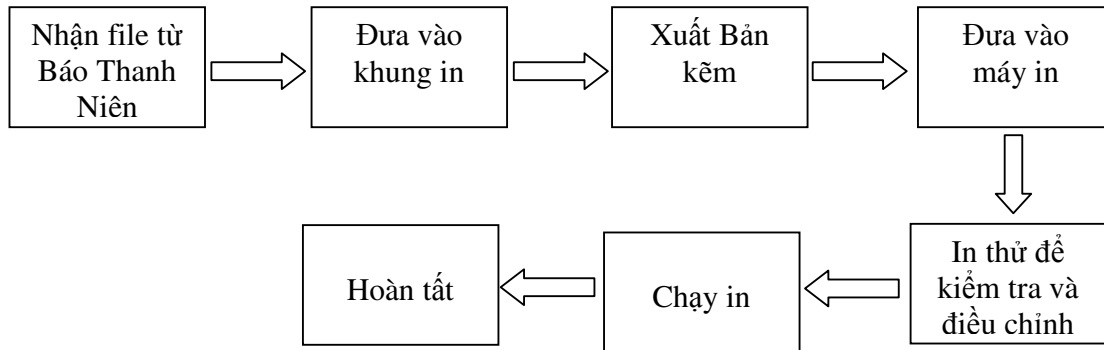 Nhận file từ
Báo Thanh
Niên
Đưa vào
khung in
Xuất Bản
kẽm
Đưa vào
máy in
In thử để
kiểm tra và
điều chỉnh
Chạy in
Hoàn tất